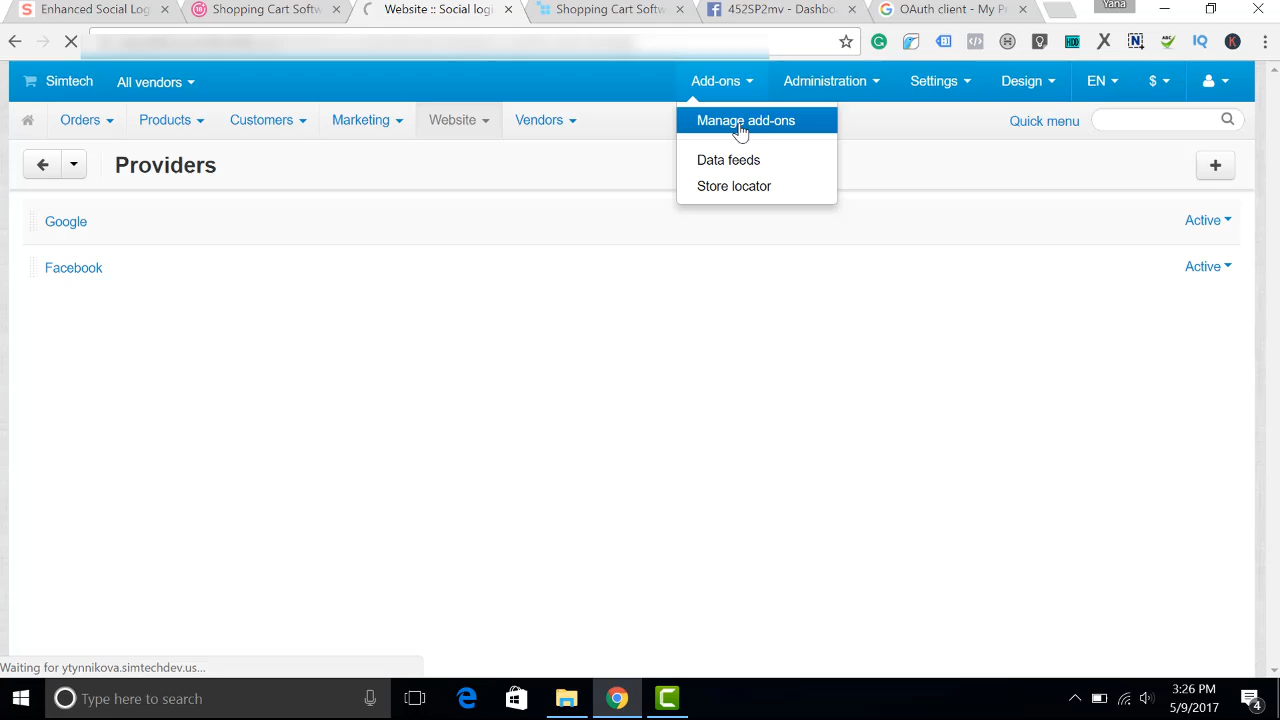 Enhanced Social Log
Shopping Cart Softw
Website :: Social logi
Shopping Cart Softw
452SP2mv - Dashbo
OAuth client - My P
Yana
Simtech
All vendors
Add-ons
Administration
Settings
Design
EN
$
Orders
Products
Customers
Marketing
Website
Vendors
Manage add-ons
Quick menu
Providers
Data feeds
Store locator
Google
Active
Facebook
Active
Waiting for ytynnikova.simtechdev.us...
Type here to search
3:26 PM
5/9/2017
4